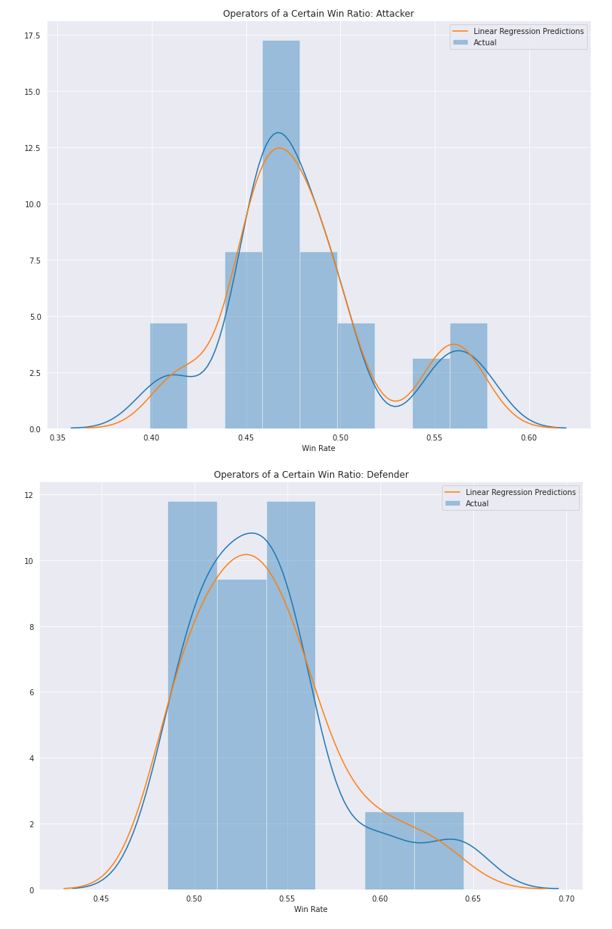 Operators of a Certain Win Ratio: Attacker
Linear Regression Predictions
Actual
17.5
15.0
12.5
10.0
7.5
5.0
2.5
0.0
0.35 0.40 0.45 0.50 0.55 0.60
Win Rate
Operators of a Certain Win Ratio: Defender
Linear Regression Predictions
Actual
12
10
8
6
4
2
0
0.45 0.50 0.55 0.60 0.65 0.70
Win Rate